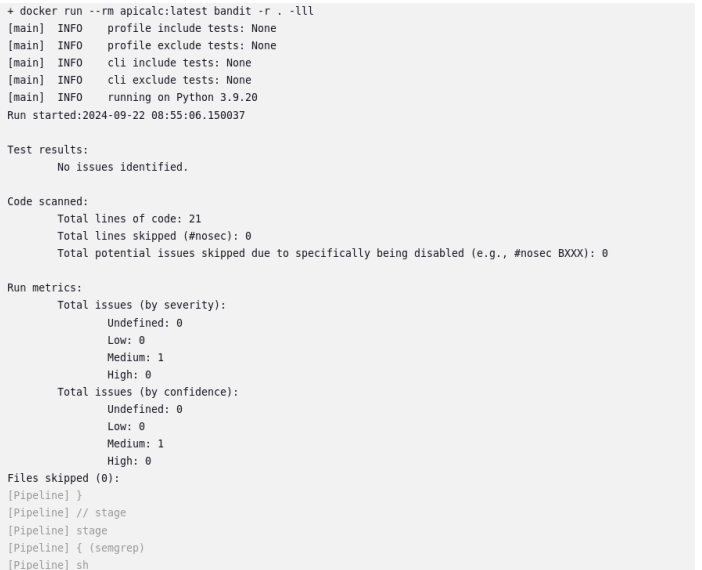 + docker run --rm apicalc:latest bandit -r . -lll
[main]  INFO    profile include tests: None
[main]  INFO    profile exclude tests: None
[main]  INFO    cli include tests: None
[main]  INFO    cli exclude tests: None
[main]  INFO    running on Python 3.9.20
Run started:2024-09-22 08:55:06.150037

Test results:
        No issues identified.

Code scanned:
        Total lines of code: 21
        Total lines skipped (#nosec): 0
        Total potential issues skipped due to specifically being disabled (e.g., #nosec BXXX): 0

Run metrics:
        Total issues (by severity):
                Undefined: 0
                Low: 0
                Medium: 1
                High: 0
        Total issues (by confidence):
                Undefined: 0
                Low: 0
                Medium: 1
                High: 0
Files skipped (0):
[Pipeline] }
[Pipeline] // stage
[Pipeline] stage
[Pipeline] { (semgrep)
[Pipeline] sh